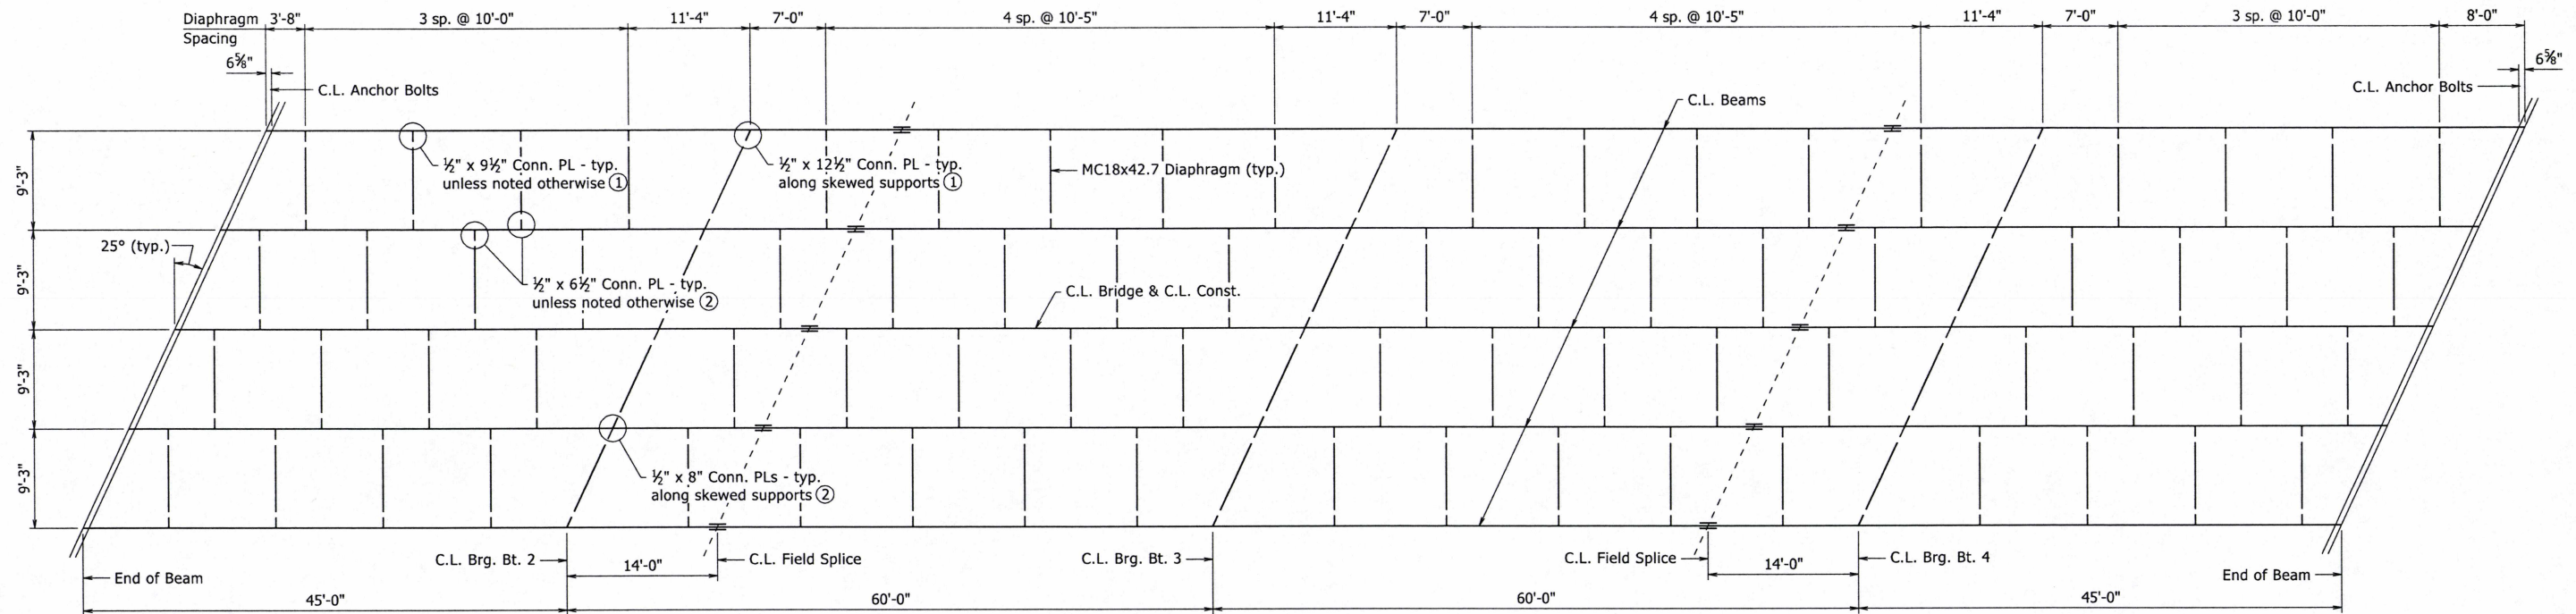 Diaphragm
Spacing
3'-8"
3 sp. @ 10'-0"
11'-4"
7'-0"
4 sp. @ 10'-5"
11'-4"
7'-0"
4 sp. @ 10'-5"
11'-4"
7'-0"
3 sp. @ 10'-0"
8'-0"
6⅝"
6⅝"
C.L. Anchor Bolts
C.L. Anchor Bolts
C.L. Beams
½" x 9½" Conn. PL - typ.
unless noted otherwise ①
½" x 12½" Conn. PL - typ.
along skewed supports ①
MC18x42.7 Diaphragm (typ.)
9'-3"
9'-3"
9'-3"
9'-3"
25° (typ.)
½" x 6½" Conn. PL - typ.
unless noted otherwise ②
C.L. Bridge & C.L. Const.
½" x 8" Conn. PLs - typ.
along skewed supports ②
C.L. Brg. Bt. 2
C.L. Field Splice
C.L. Brg. Bt. 3
C.L. Field Splice
C.L. Brg. Bt. 4
14'-0"
14'-0"
End of Beam
End of Beam
45'-0"
60'-0"
60'-0"
45'-0"